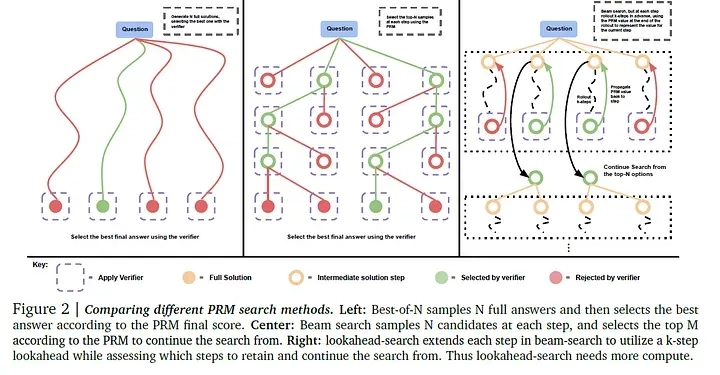 Question
Generate N full solutions,
selecting the best one with the
verifier
Select the best final answer using the verifier
Question
Select the top-N samples
at each step using the
PRM
Select the best final answer using the verifier
Question
Beam search, but at each step
rollout k-steps in advance, using
the PRM value at the end of the
rollout to represent the value for
the current step
Rollout
k-steps
Propagate
PRM value
back to
step
Continue Search from
the top-N options
Key:
= Apply Verifier
= Full Solution
= Intermediate solution step
= Selected by verifier
= Rejected by verifier
Figure 2 | Comparing different PRM search methods. Left: Best-of-N samples N full answers and then selects the best
answer according to the PRM final score. Center: Beam search samples N candidates at each step, and selects the top M
according to the PRM to continue the search from. Right: lookahead-search extends each step in beam-search to utilize a k-step
lookahead while assessing which steps to retain and continue the search from. Thus lookahead-search needs more compute.